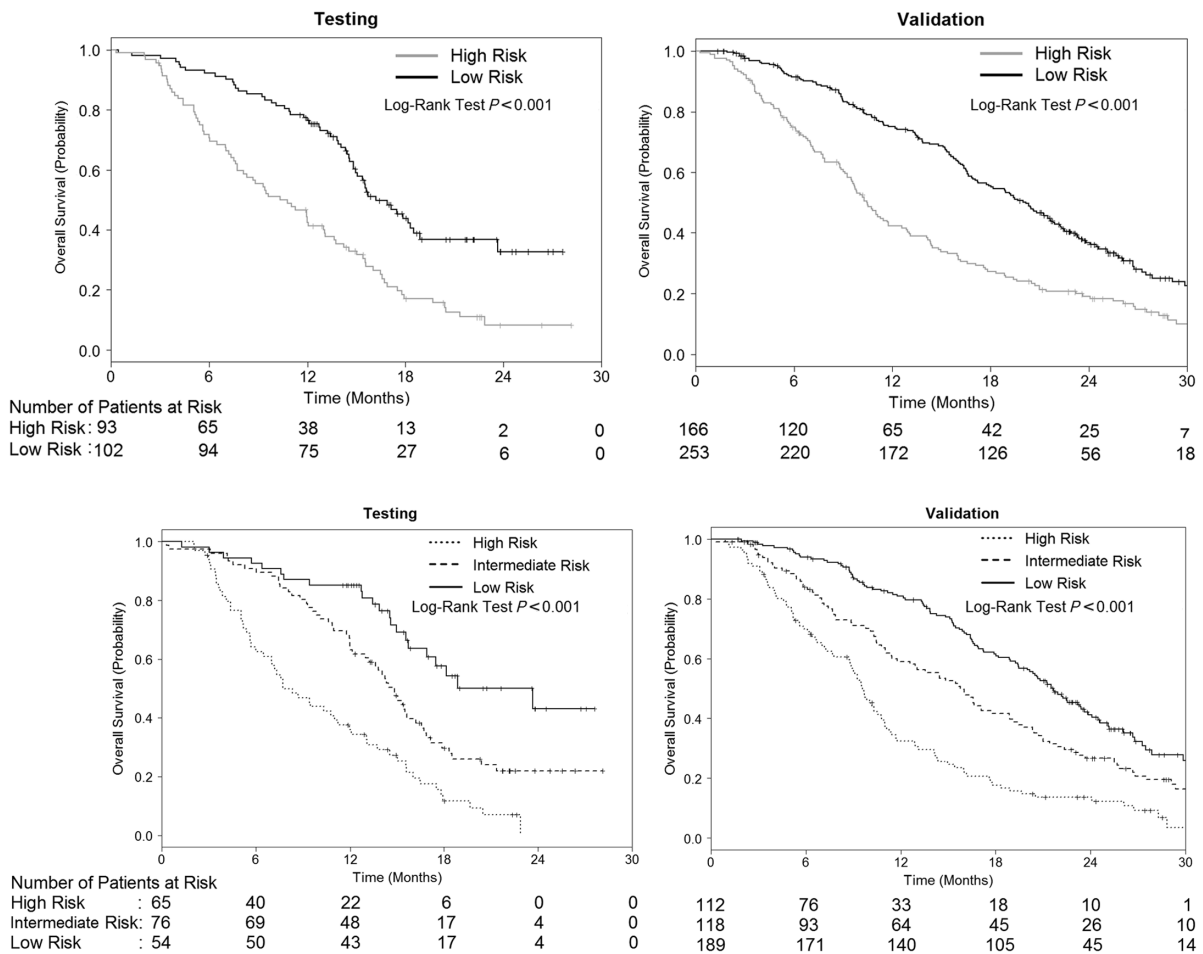 Testing
Overall Survival (Probability)
1.0
0.8
0.6
0.4
0.2
0.0
High Risk
Low Risk
Log-Rank Test P<0.001
0 6 12 18 24 30
Time (Months)
Number of Patients at Risk
High Risk: 93 65 38 13 2 0
Low Risk :102 94 75 27 6 0
Validation
Overall Survival (Probability)
1.0
0.8
0.6
0.4
0.2
0.0
High Risk
Low Risk
Log-Rank Test P<0.001
0 6 12 18 24 30
Time (Months)
166 120 65 42 25 7
253 220 172 126 56 18
Testing
Overall Survival (Probability)
1.0
0.8
0.6
0.4
0.2
0.0
High Risk
Intermediate Risk
Low Risk
Log-Rank Test P<0.001
0 6 12 18 24 30
Time (Months)
Number of Patients at Risk
High Risk : 65 40 22 6 0 0
Intermediate Risk: 76 69 48 17 4 0
Low Risk : 54 50 43 17 4 0
Validation
Overall Survival (Probability)
1.0
0.8
0.6
0.4
0.2
0.0
High Risk
Intermediate Risk
Low Risk
Log-Rank Test P<0.001
0 6 12 18 24 30
Time (Months)
112 76 33 18 10 1
118 93 64 45 26 10
189 171 140 105 45 14